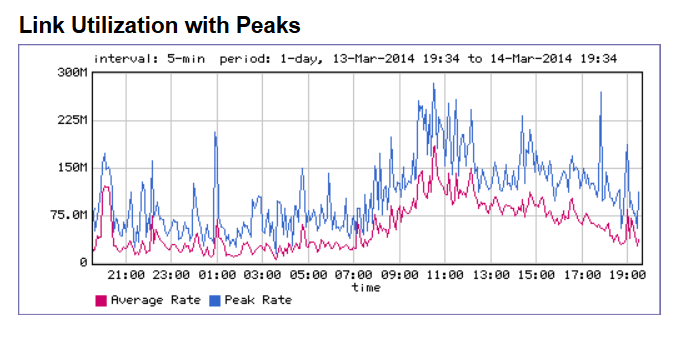 Link Utilization with Peaks
interval: 5-min period: 1-day, 13-Mar-2014 19:34 to 14-Mar-2014 19:34
300M
225M
150M
75.0M
0
21:00 23:00 01:00 03:00 05:00 07:00 09:00 11:00 13:00 15:00 17:00 19:00
time
Average Rate Peak Rate